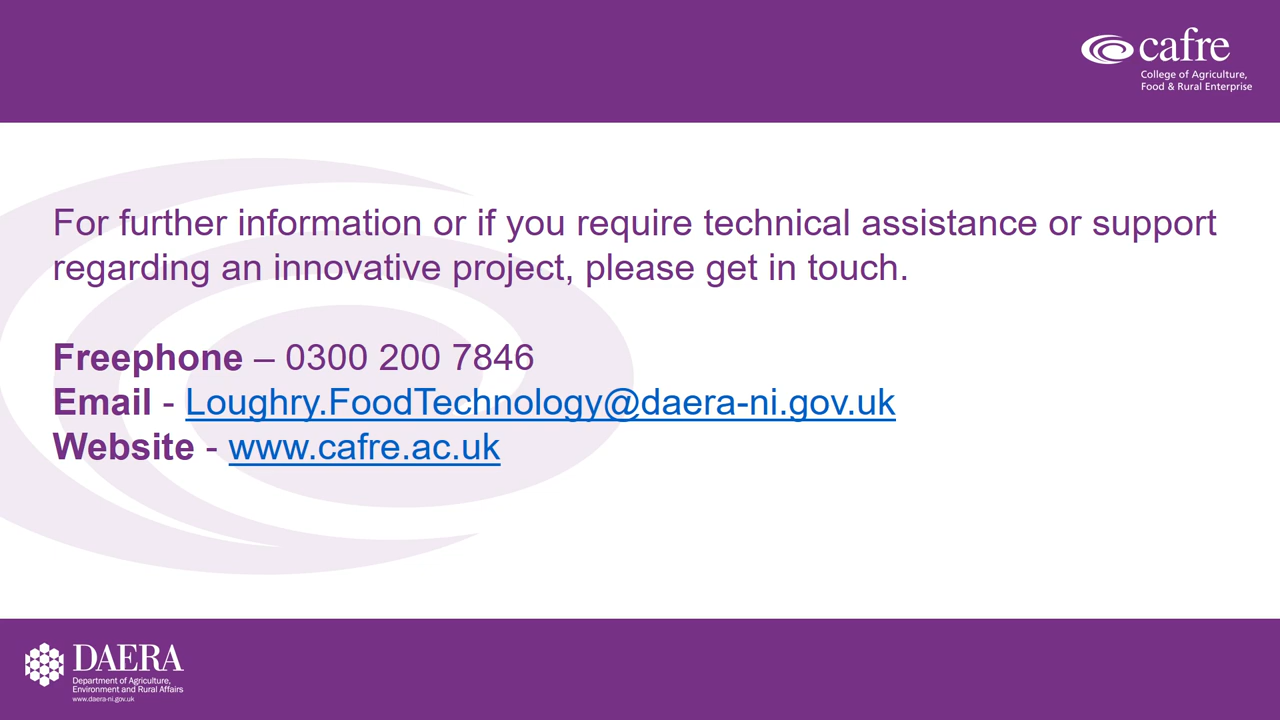 cafre
College of Agriculture,
Food & Rural Enterprise
For further information or if you require technical assistance or support
regarding an innovative project, please get in touch.
Freephone – 0300 200 7846
Email - Loughry.FoodTechnology@daera-ni.gov.uk
Website - www.cafre.ac.uk
DAERA
Department of Agriculture,
Environment and Rural Affairs
www.daera-ni.gov.uk